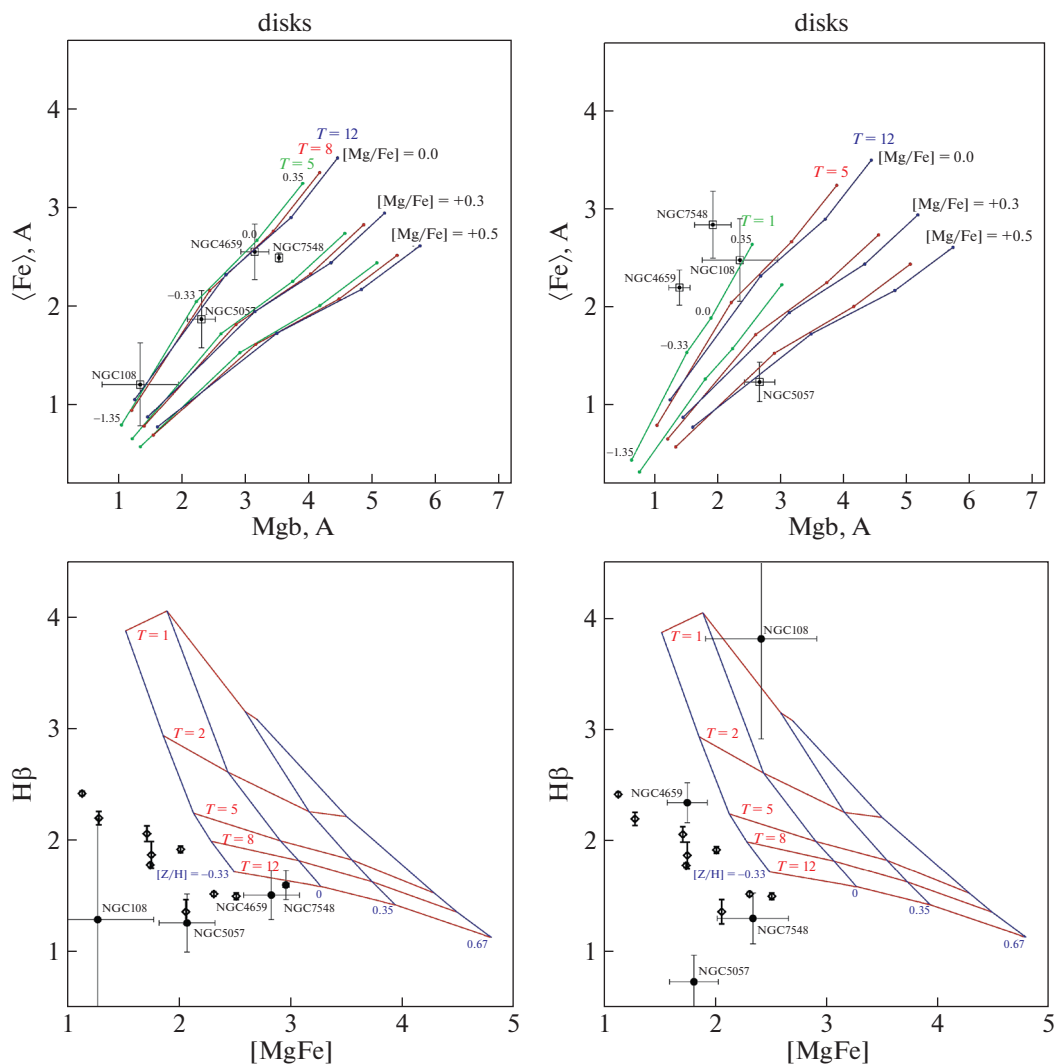 disks
4
3
2
1
⟨Fe⟩, A
T = 12
T = 8
[Mg/Fe] = 0.0
T = 5
0.35
[Mg/Fe] = +0.3
0.0
NGC4659
NGC7548
[Mg/Fe] = +0.5
−0.33
NGC5057
NGC108
−1.35
1 2 3 4 5 6 7
Mgb, A
disks
4
3
2
1
⟨Fe⟩, A
T = 12
[Mg/Fe] = 0.0
T = 5
NGC7548
T = 1
[Mg/Fe] = +0.3
0.35
[Mg/Fe] = +0.5
NGC108
NGC4659
0.0
−0.33
NGC5057
−1.35
1 2 3 4 5 6 7
Mgb, A
4
3
2
1
Hβ
T = 1
T = 2
T = 5
T = 8
T = 12
[Z/H] = −0.33
NGC4659
NGC7548
0
0.35
NGC108
NGC5057
0.67
1 2 3 4 5
[MgFe]
4
3
2
1
Hβ
NGC108
T = 1
T = 2
NGC4659
T = 5
T = 8
T = 12
[Z/H] = −0.33
0
0.35
NGC7548
0.67
NGC5057
1 2 3 4 5
[MgFe]